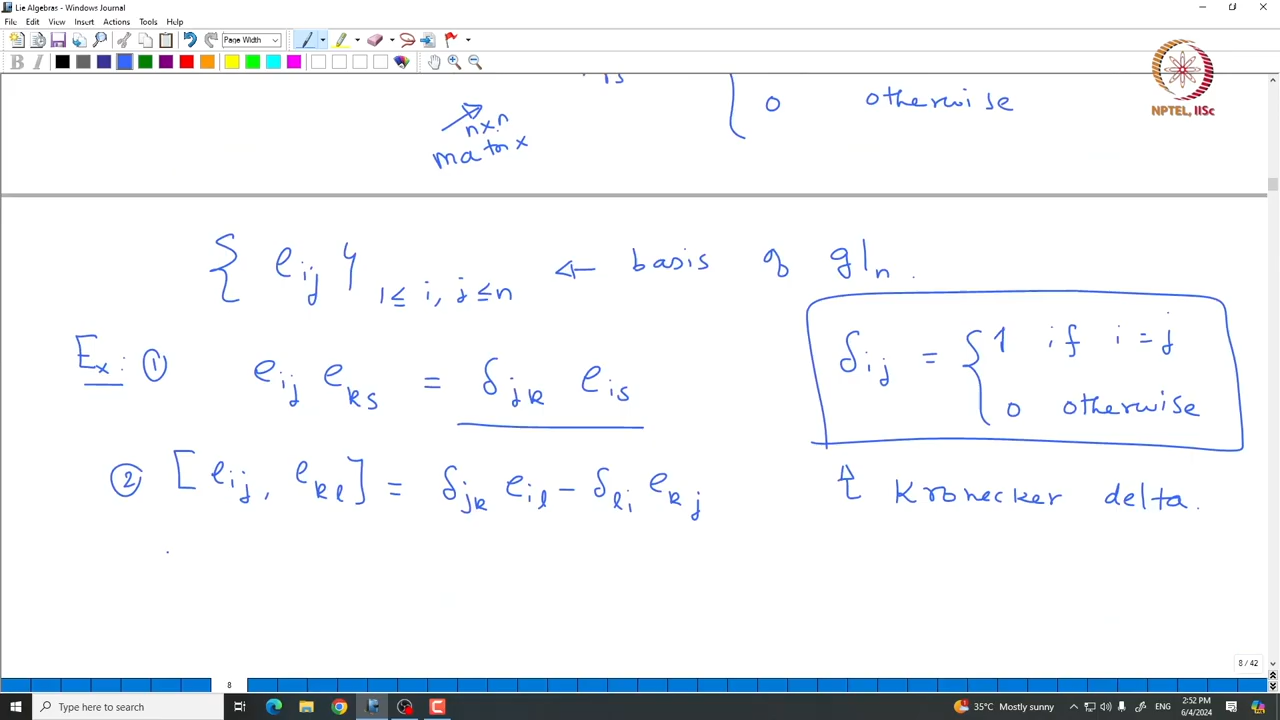 Lie Algebras - Windows Journal
File Edit View Insert Actions Tools Help
Page Width
B I
NPTEL, IISc
is
0 otherwise
n×n
matrix
{ e_ij }_{1≤ i, j ≤n} ← basis of gl_n.
Ex: ① e_ij e_ks = δ_jk e_is
δ_ij = { 1 if i = j
0 otherwise
② [e_ij, e_kl] = δ_jk e_il − δ_li e_kj
↑ Kronecker delta.
8 / 42
8
Type here to search
35°C Mostly sunny
ENG
2:52 PM
6/4/2024